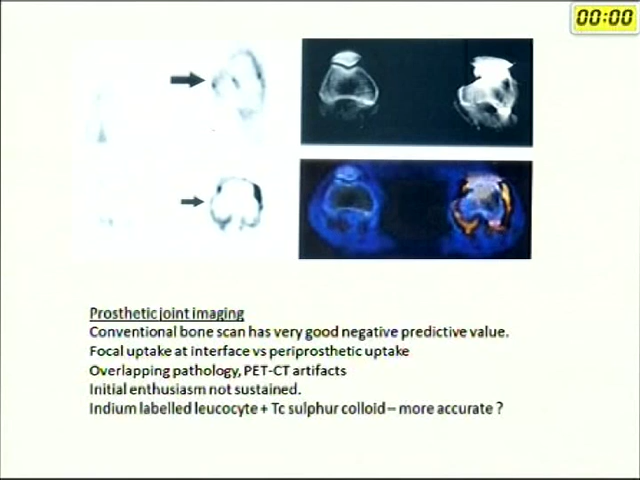 00:00
Prosthetic joint imaging
Conventional bone scan has very good negative predictive value.
Focal uptake at interface vs periprosthetic uptake
Overlapping pathology, PET-CT artifacts
Initial enthusiasm not sustained.
Indium labelled leucocyte + Tc sulphur colloid – more accurate ?